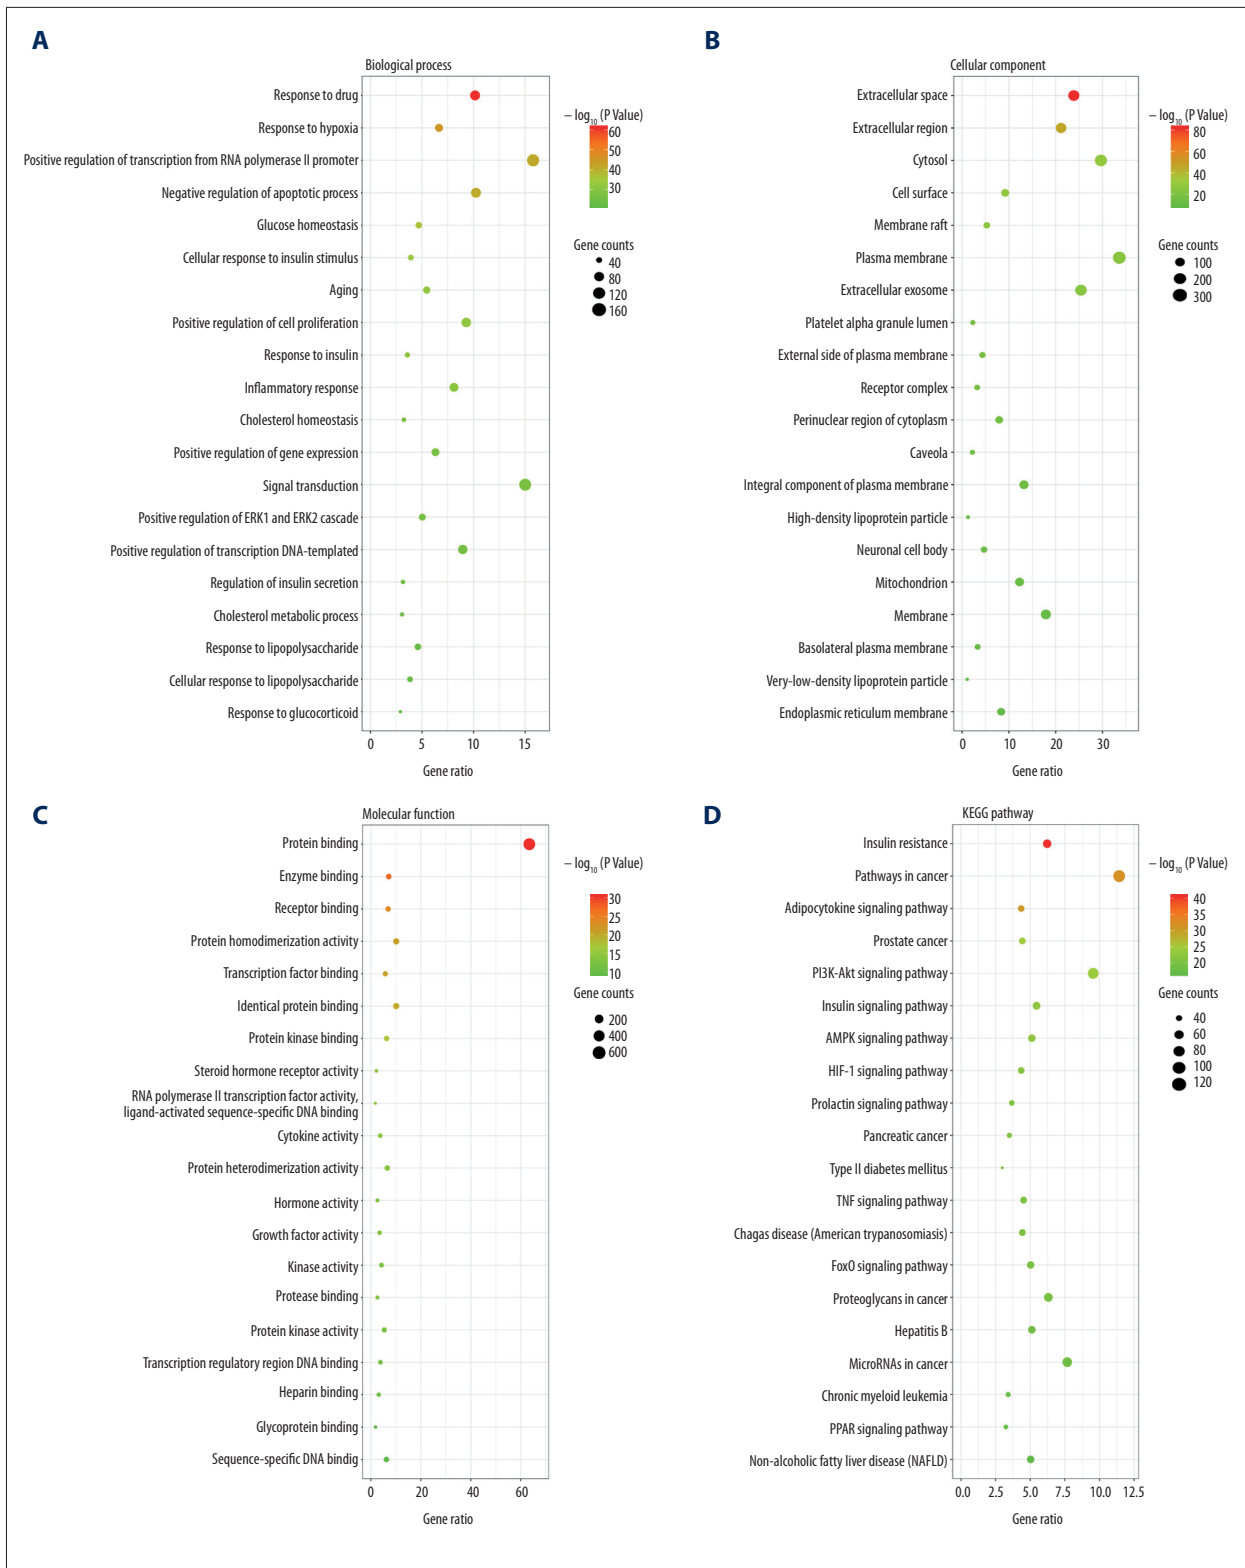 A
Biological process
Response to drug
Response to hypoxia
Positive regulation of transcription from RNA polymerase II promoter
Negative regulation of apoptotic process
Glucose homeostasis
Cellular response to insulin stimulus
Aging
Positive regulation of cell proliferation
Response to insulin
Inflammatory response
Cholesterol homeostasis
Positive regulation of gene expression
Signal transduction
Positive regulation of ERK1 and ERK2 cascade
Positive regulation of transcription DNA-templated
Regulation of insulin secretion
Cholesterol metabolic process
Response to lipopolysaccharide
Cellular response to lipopolysaccharide
Response to glucocorticoid
0 5 10 15
Gene ratio
– log10 (P Value)
60
40
30
Gene counts
40
80
120
160
B
Cellular component
Extracellular space
Extracellular region
Cytosol
Cell surface
Membrane raft
Plasma membrane
Extracellular exosome
Platelet alpha granule lumen
External side of plasma membrane
Receptor complex
Perinuclear region of cytoplasm
Caveola
Integral component of plasma membrane
High-density lipoprotein particle
Neuronal cell body
Mitochondrion
Membrane
Basolateral plasma membrane
Very-low-density lipoprotein particle
Endoplasmic reticulum membrane
0 10 20 30
Gene ratio
– log10 (P Value)
80
60
40
20
Gene counts
100
200
300
C
Molecular function
Protein binding
Enzyme binding
Receptor binding
Protein homodimerization activity
Transcription factor binding
Identical protein binding
Protein kinase binding
Steroid hormone receptor activity
RNA polymerase II transcription factor activity,
ligand-activated sequence-specific DNA binding
Cytokine activity
Protein heterodimerization activity
Hormone activity
Growth factor activity
Kinase activity
Protease binding
Protein kinase activity
Transcription regulatory region DNA binding
Heparin binding
Glycoprotein binding
Sequence-specific DNA bindig
0 20 40 60
Gene ratio
– log10 (P Value)
30
25
20
15
10
Gene counts
200
400
600
D
KEGG pathway
Insulin resistance
Pathways in cancer
Adipocytokine signaling pathway
Prostate cancer
PI3K-Akt signaling pathway
Insulin signaling pathway
AMPK signaling pathway
HIF-1 signaling pathway
Prolactin signaling pathway
Pancreatic cancer
Type II diabetes mellitus
TNF signaling pathway
Chagas disease (American trypanosomiasis)
FoxO signaling pathway
Proteoglycans in cancer
Hepatitis B
MicroRNAs in cancer
Chronic myeloid leukemia
PPAR signaling pathway
Non-alcoholic fatty liver disease (NAFLD)
0.0 2.5 5.0 7.5 10.0 12.5
Gene ratio
– log10 (P Value)
40
35
30
25
20
Gene counts
40
60
80
100
120